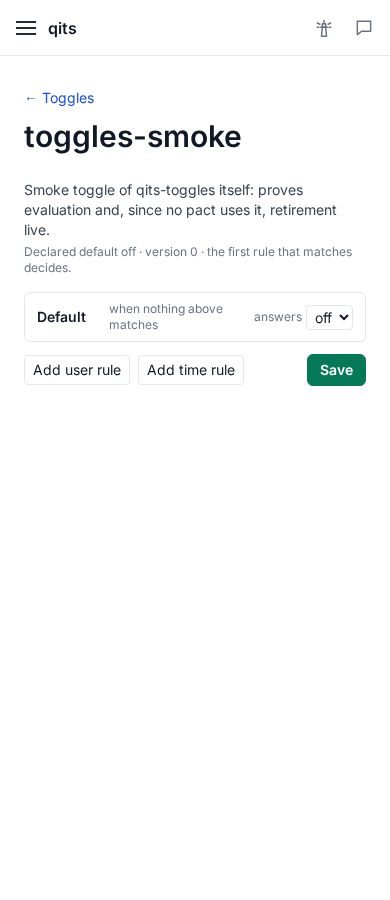 qits
← Toggles
toggles-smoke
Smoke toggle of qits-toggles itself: proves
evaluation and, since no pact uses it, retirement
live.
Declared default off · version 0 · the first rule that matches
decides.
Default when nothing above matches answers off
Add user rule Add time rule Save